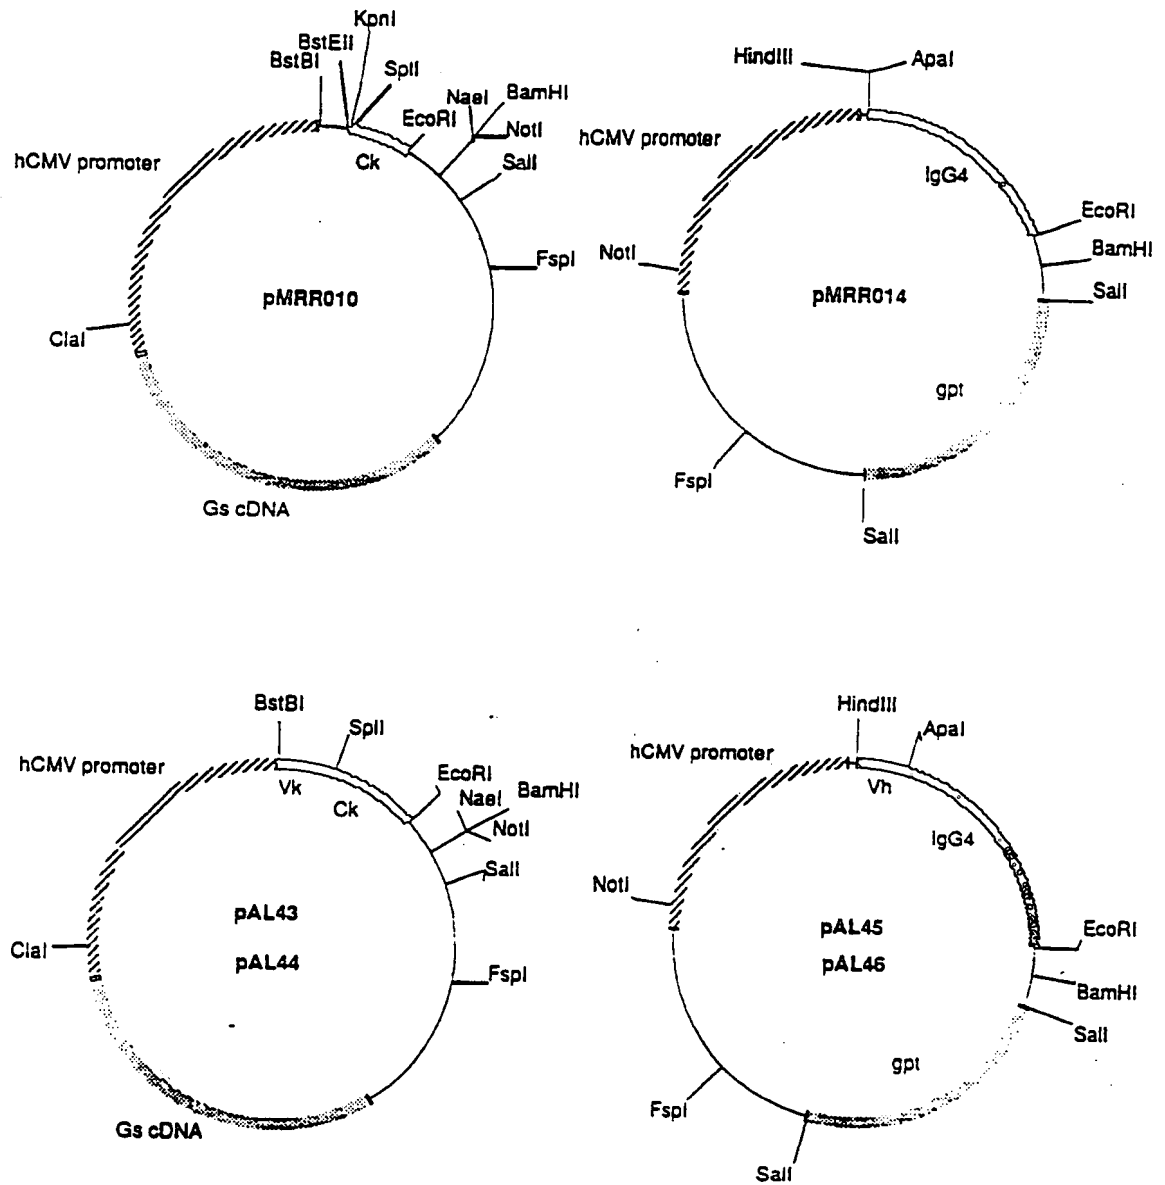 KpnI
BstEII
BstBI
SplI
NaeI
BamHI
EcoRI
NotI
SalI
hCMV promoter
Ck
FspI
pMRR010
ClaI
Gs cDNA
HindIII
ApaI
hCMV promoter
IgG4
EcoRI
NotI
BamHI
pMRR014
SalI
gpt
FspI
SalI
BstBI
SplI
hCMV promoter
EcoRI
BamHI
Vk
NaeI
Ck
NotI
SalI
pAL43
ClaI
pAL44
FspI
Gs cDNA
HindIII
ApaI
hCMV promoter
Vh
IgG4
NotI
pAL45
EcoRI
pAL46
BamHI
SalI
gpt
FspI
SalI